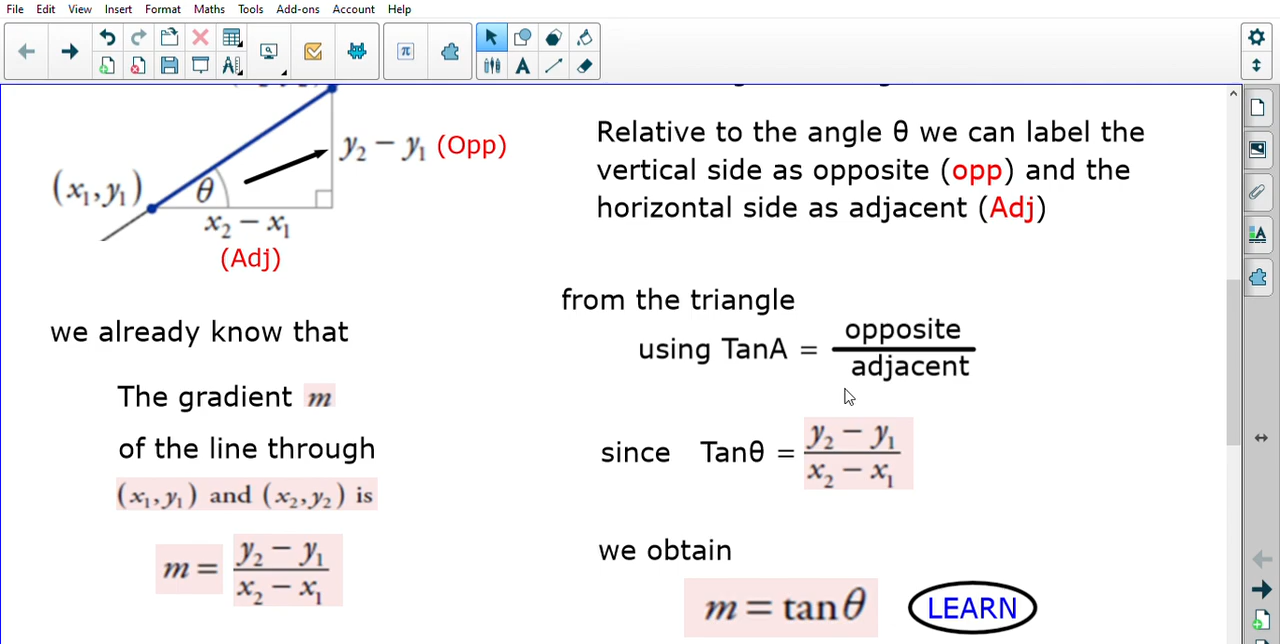 File Edit View Insert Format Maths Tools Add-ons Account Help
y₂ − y₁ (Opp)
(x₁, y₁)
θ
x₂ − x₁
(Adj)
Relative to the angle θ we can label the
vertical side as opposite (opp) and the
horizontal side as adjacent (Adj)
we already know that
The gradient m
of the line through
(x₁, y₁) and (x₂, y₂) is
m = y₂ − y₁ / x₂ − x₁
from the triangle
using TanA = opposite / adjacent
since Tanθ = y₂ − y₁ / x₂ − x₁
we obtain
m = tan θ LEARN